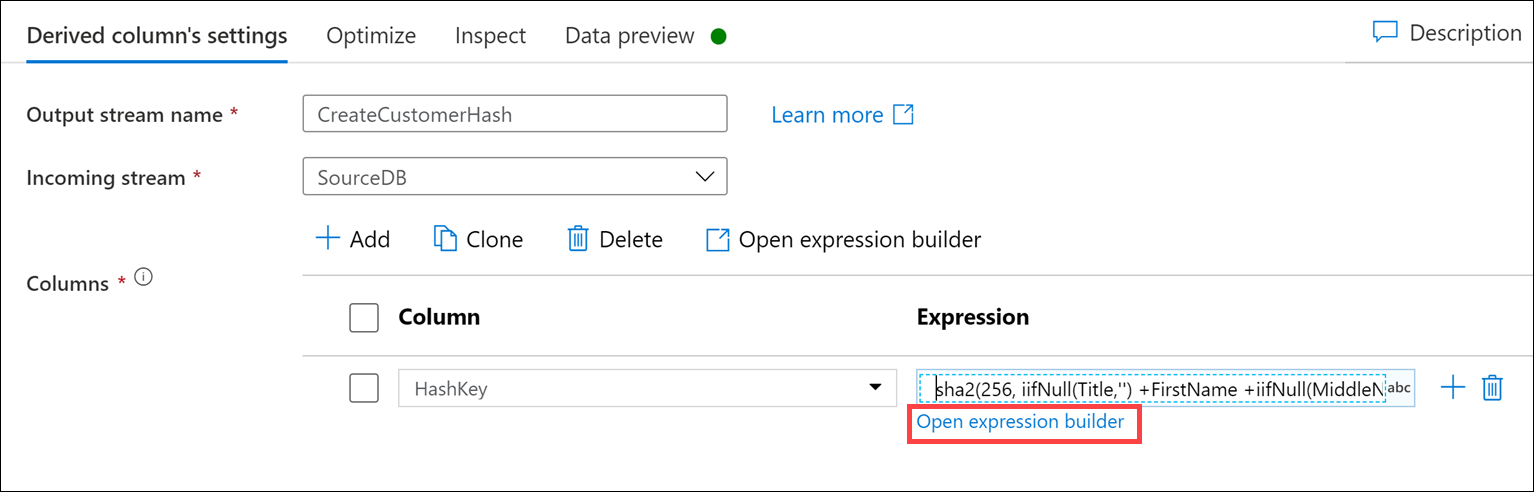 Derived column's settings Optimize Inspect Data preview Description
Output stream name * CreateCustomerHash Learn more
Incoming stream * SourceDB
Add Clone Delete Open expression builder
Columns *
Column Expression
HashKey sha2(256, iifNull(Title,'') +FirstName +iifNull(MiddleN abc
Open expression builder